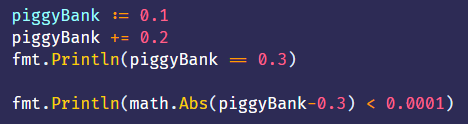 piggyBank := 0.1
piggyBank += 0.2
fmt.Println(piggyBank == 0.3)
fmt.Println(math.Abs(piggyBank-0.3) < 0.0001)